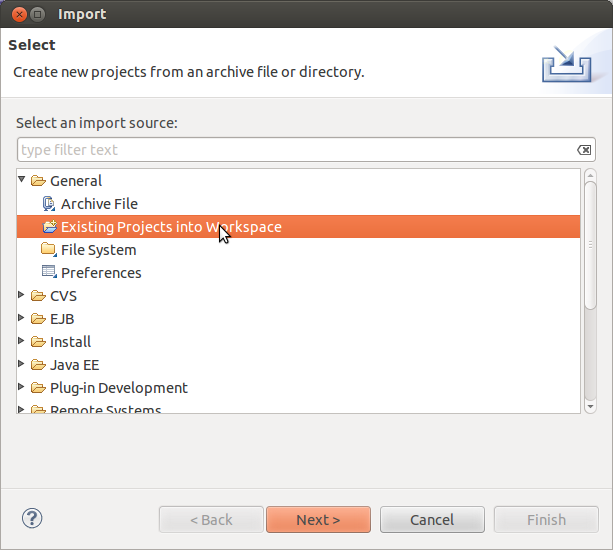 Import
Select
Create new projects from an archive file or directory.
Select an import source:
type filter text
General
Archive File
Existing Projects into Workspace
File System
Preferences
CVS
EJB
Install
Java EE
Plug-in Development
Remote Systems
?
< Back
Next >
Cancel
Finish